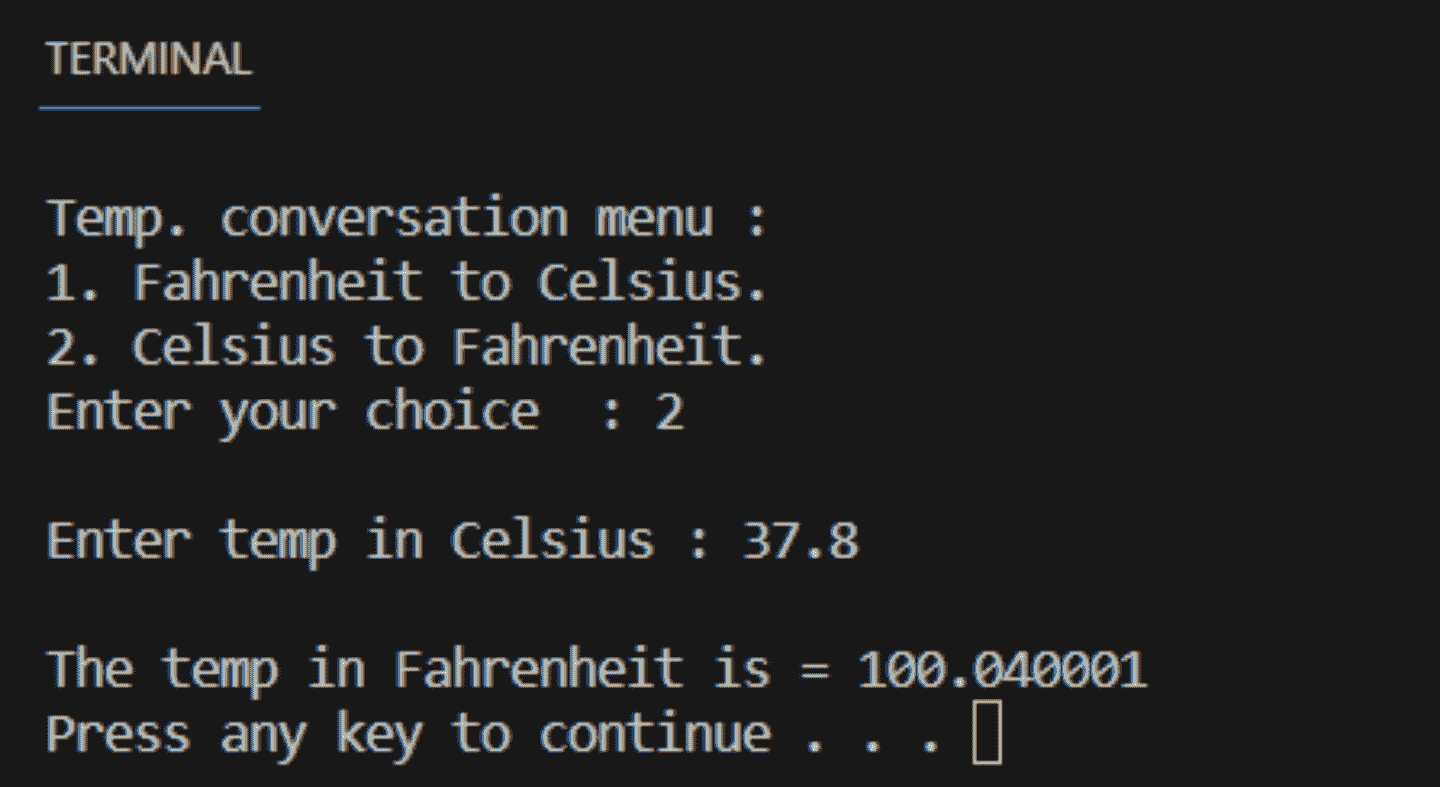 TERMINAL
Temp. conversation menu :
1. Fahrenheit to Celsius.
2. Celsius to Fahrenheit.
Enter your choice  : 2
Enter temp in Celsius : 37.8
The temp in Fahrenheit is = 100.040001
Press any key to continue . . .